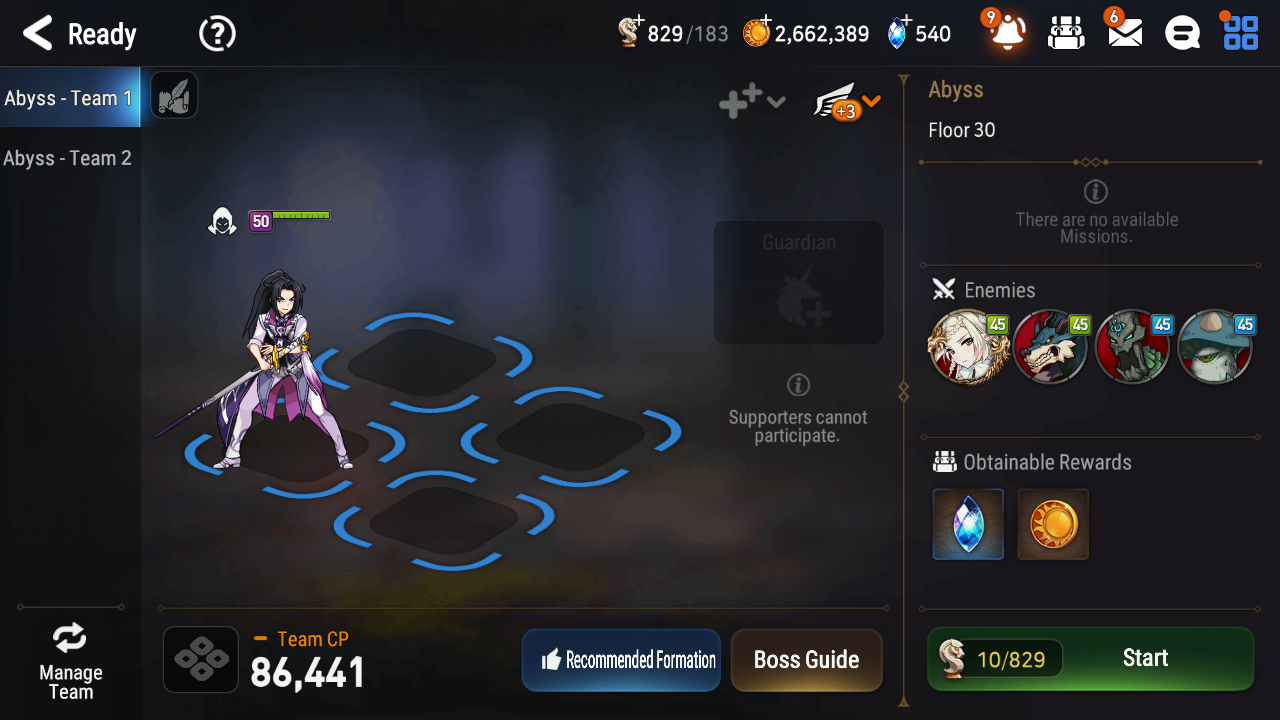 Ready
?
829/183
2,662,389
540
9
6
Abyss - Team 1
Abyss - Team 2
+3
50
Guardian
Supporters cannot
participate.
Abyss
Floor 30
There are no available
Missions.
Enemies
45
45
45
45
Obtainable Rewards
Manage
Team
Team CP
86,441
Recommended Formation
Boss Guide
10/829
Start